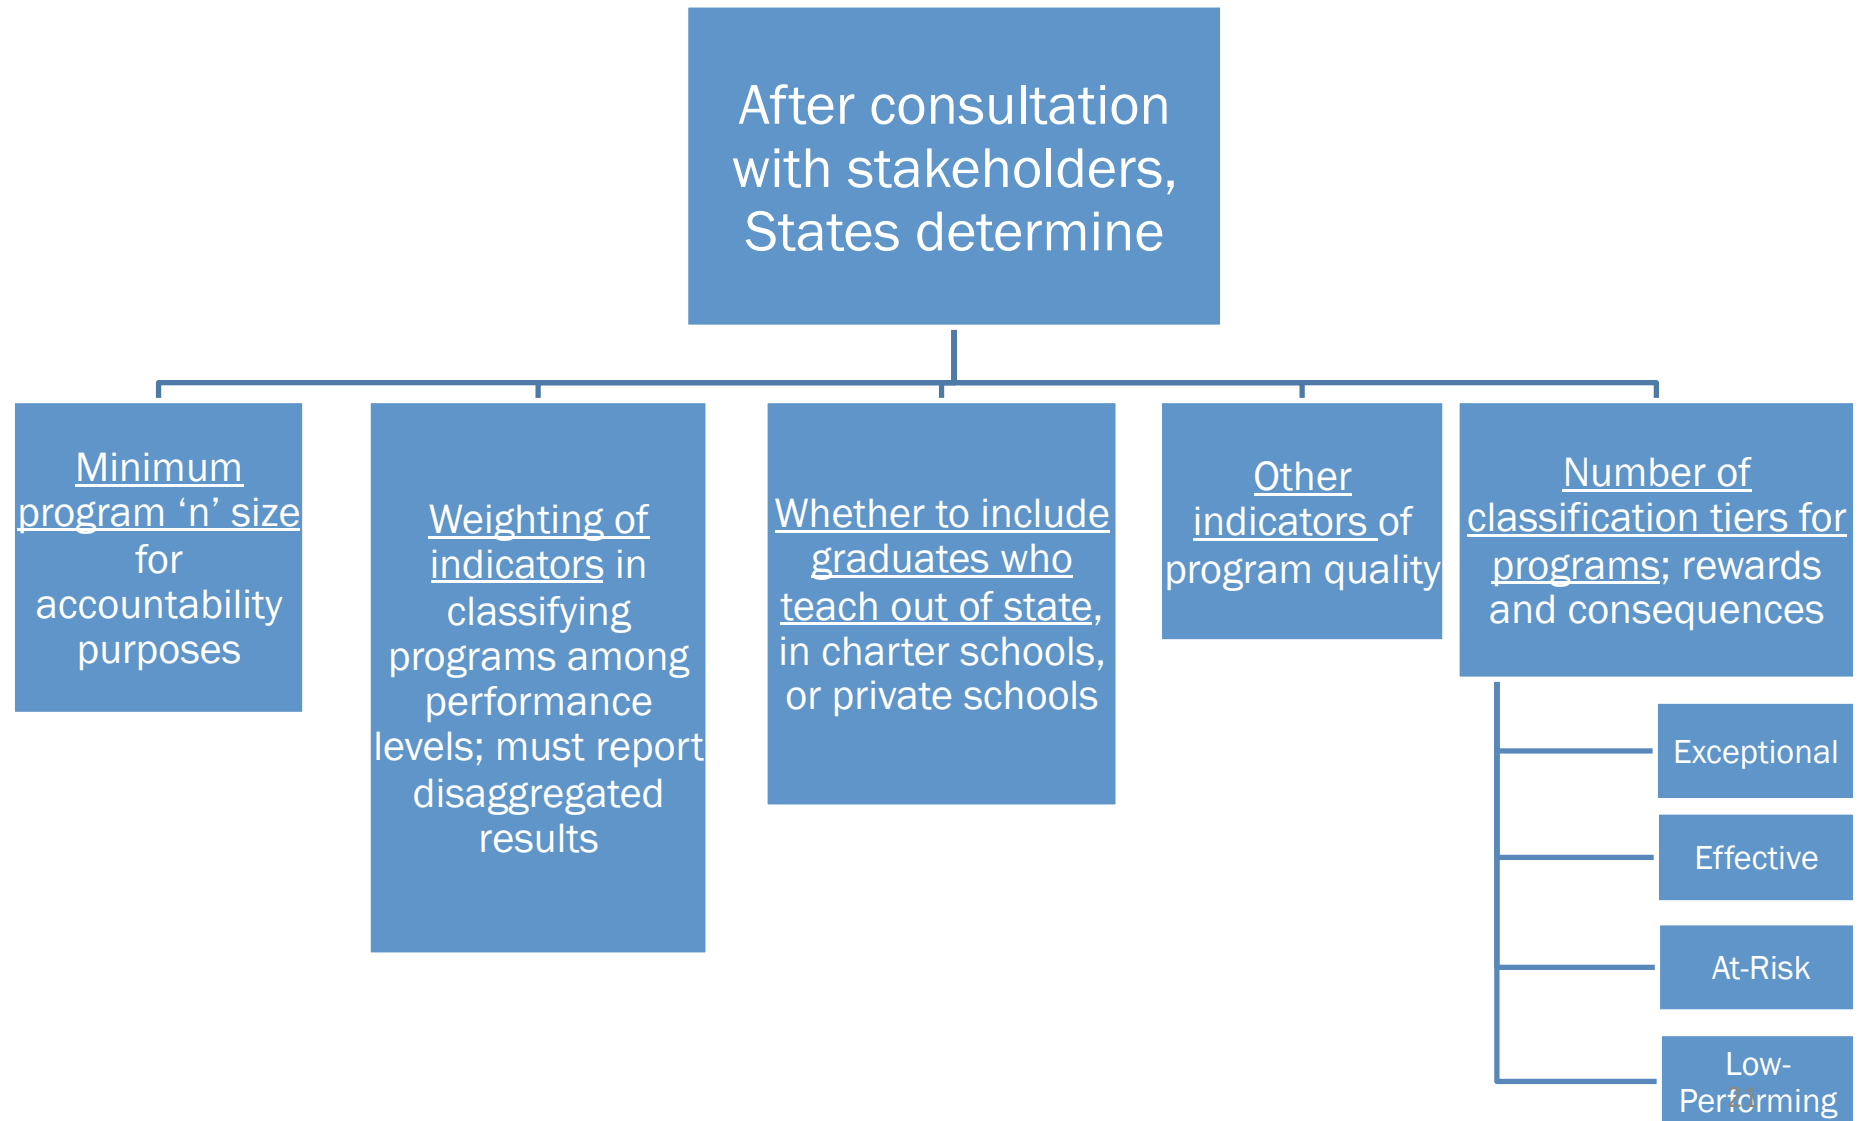 After consultation
with stakeholders,
States determine
Minimum
program ‘n’ size
for
accountability
purposes
Weighting of
indicators in
classifying
programs among
performance
levels; must report
disaggregated
results
Whether to include
graduates who
teach out of state,
in charter schools,
or private schools
Other
indicators of
program quality
Number of
classification tiers for
programs; rewards
and consequences
Exceptional
Effective
At-Risk
Low-
Performing
21